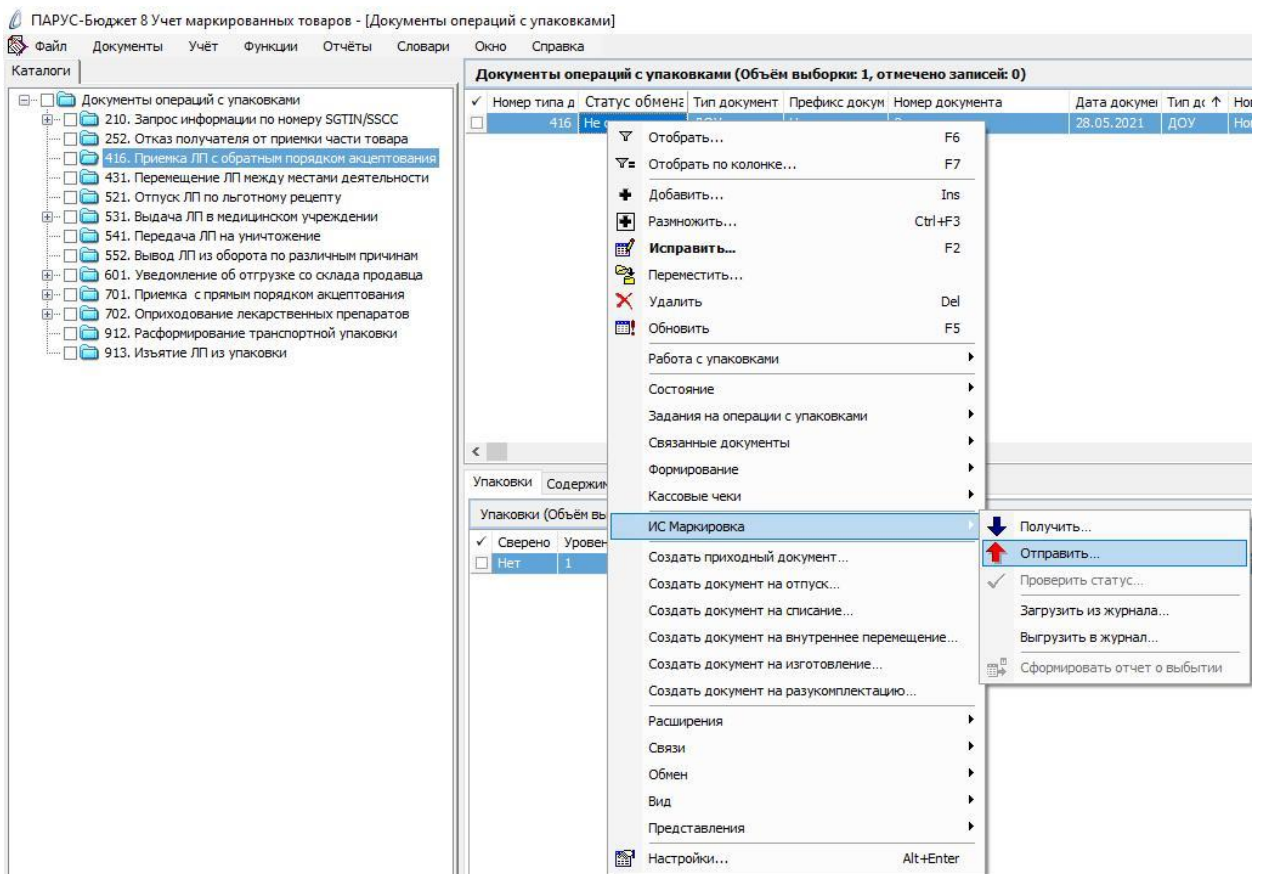 ПАРУС-Бюджет 8 Учет маркированных товаров - [Документы операций с упаковками]
Файл Документы Учёт Функции Отчёты Словари Окно Справка
Каталоги
Документы операций с упаковками
210. Запрос информации по номеру SGTIN/SSCC
252. Отказ получателя от приемки части товара
416. Приемка ЛП с обратным порядком акцептования
431. Перемещение ЛП между местами деятельности
521. Отпуск ЛП по льготному рецепту
531. Выдача ЛП в медицинском учреждении
541. Передача ЛП на уничтожение
552. Вывод ЛП из оборота по различным причинам
601. Уведомление об отгрузке со склада продавца
701. Приемка с прямым порядком акцептования
702. Оприходование лекарственных препаратов
912. Расформирование транспортной упаковки
913. Изъятие ЛП из упаковки
Документы операций с упаковками (Объём выборки: 1, отмечено записей: 0)
Номер типа д Статус обмена Тип документ Префикс докум Номер документа Дата докумен Тип дс Но
416 Не 28.05.2021 ДОУ Но
Отобрать... F6
Отобрать по колонке... F7
Добавить... Ins
Размножить... Ctrl+F3
Исправить... F2
Переместить...
Удалить Del
Обновить F5
Работа с упаковками
Состояние
Задания на операции с упаковками
Связанные документы
Формирование
Кассовые чеки
ИС Маркировка
Создать приходный документ...
Создать документ на отпуск...
Создать документ на списание...
Создать документ на внутреннее перемещение...
Создать документ на изготовление...
Создать документ на разукомплектацию...
Расширения
Связи
Обмен
Вид
Представления
Настройки... Alt+Enter
Упаковки Содержим
Упаковки (Объём вы
Сверено Уровен
Нет 1
Получить...
Отправить...
Проверить статус...
Загрузить из журнала...
Выгрузить в журнал...
Сформировать отчет о выбытии